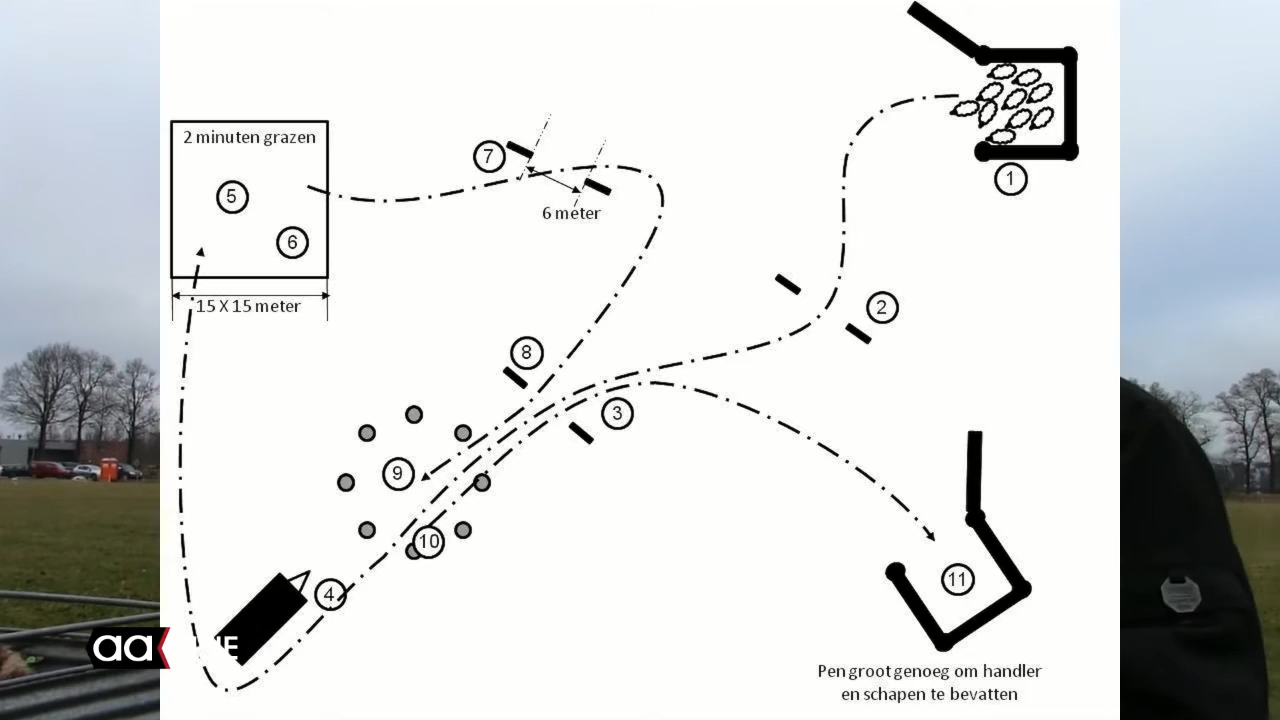 2 minuten grazen
5
6
15 X 15 meter
7
6 meter
1
2
8
3
9
10
4
11
Pen groot genoeg om handler
en schapen te bevatten
aa